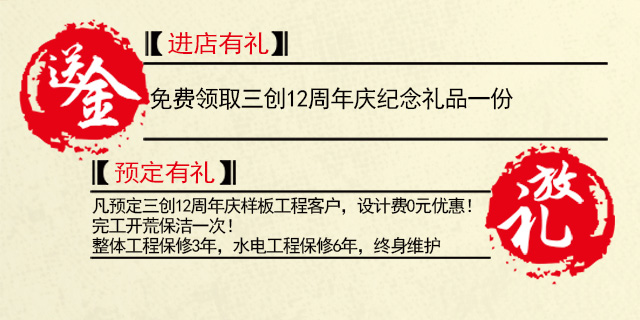 送金
【进店有礼】
免费领取三创12周年庆纪念礼品一份
【预定有礼】
凡预定三创12周年庆样板工程客户，设计费0元优惠！
完工开荒保洁一次！
整体工程保修3年，水电工程保修6年，终身维护
放礼